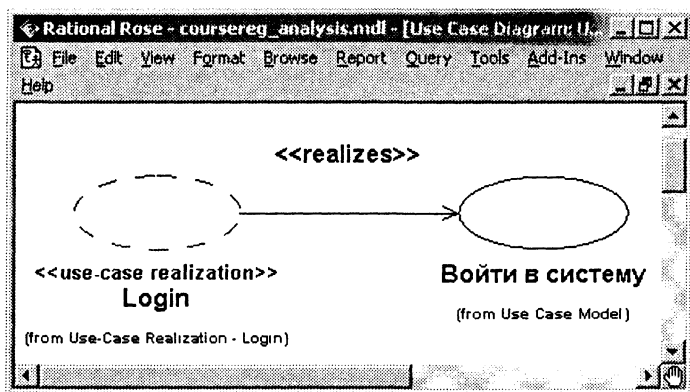 Rational Rose - coursereg_analysis.mdl - [Use Case Diagram: U...
File Edit View Format Browse Report Query Tools Add-Ins Window
Help
<<realizes>>
<<use-case realization>>
Login
(from Use-Case Realization - Login)
Войти в систему
(from Use Case Model)